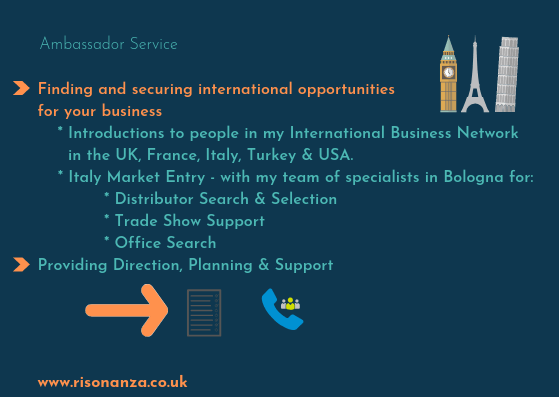 Ambassador Service
Finding and securing international opportunities
for your business
* Introductions to people in my International Business Network
in the UK, France, Italy, Turkey & USA.
* Italy Market Entry - with my team of specialists in Bologna for:
* Distributor Search & Selection
* Trade Show Support
* Office Search
Providing Direction, Planning & Support
www.risonanza.co.uk